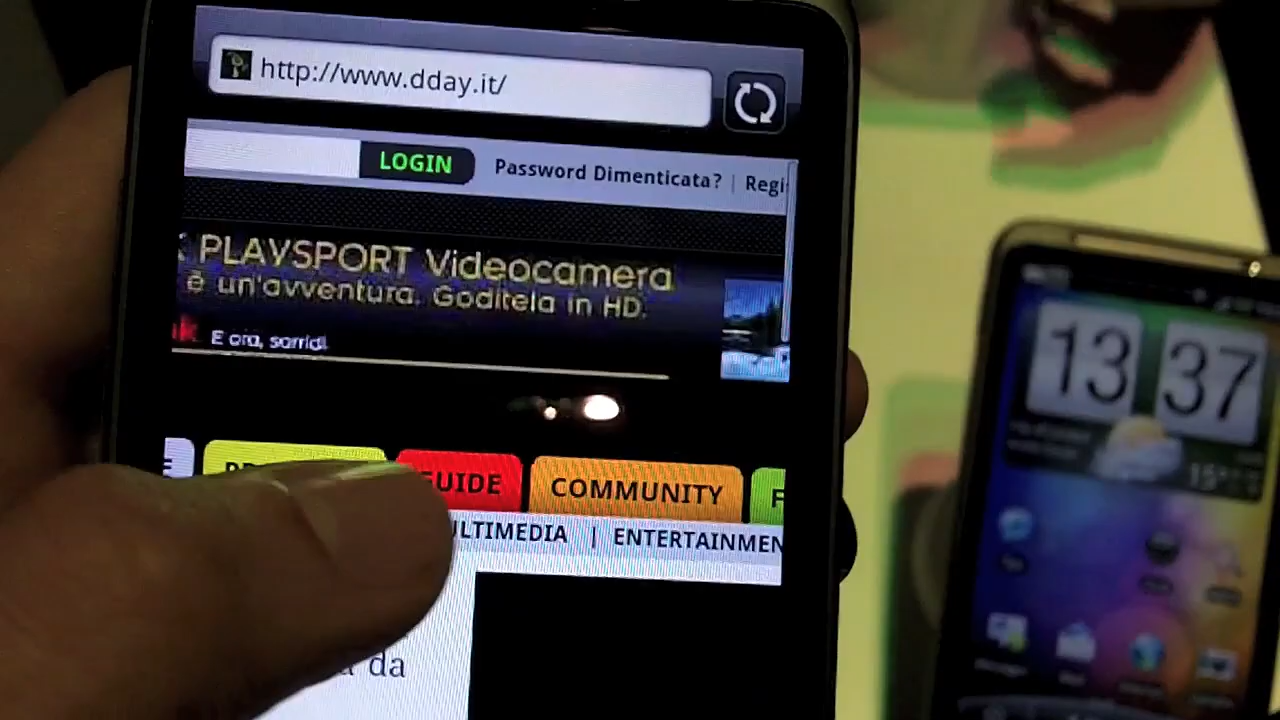 http://www.dday.it/
LOGIN Password Dimenticata? | Regi
PLAYSPORT Videocamera
è un'avventura. Goditela in HD.
E ora, sorridi.
GUIDE COMMUNITY F
ULTIMEDIA | ENTERTAINMEN
da
13 37